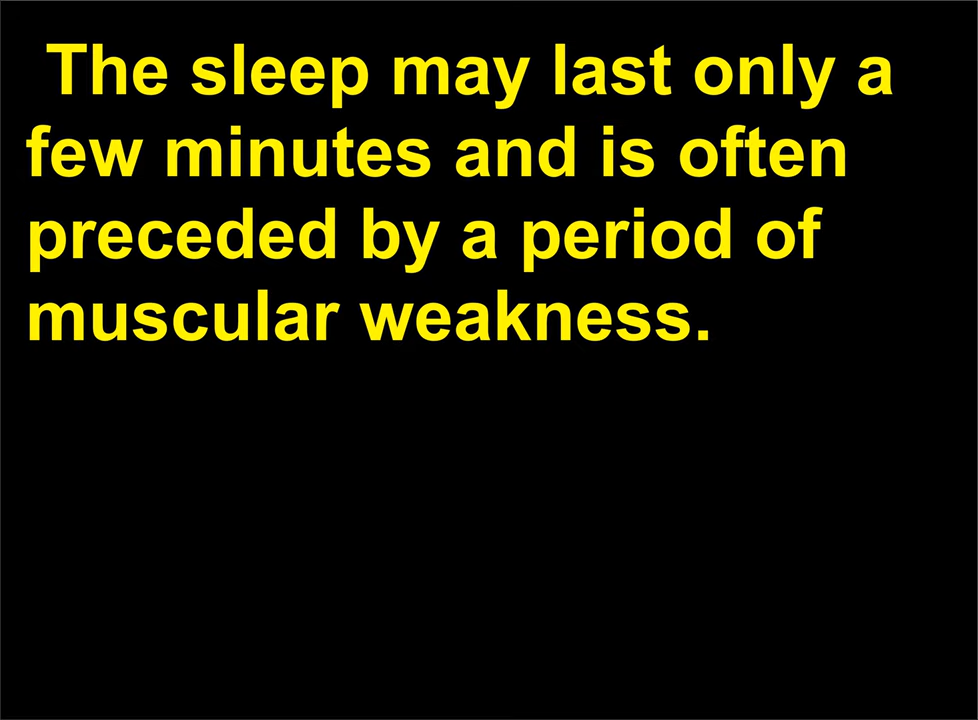 The sleep may last only a
few minutes and is often
preceded by a period of
muscular weakness.